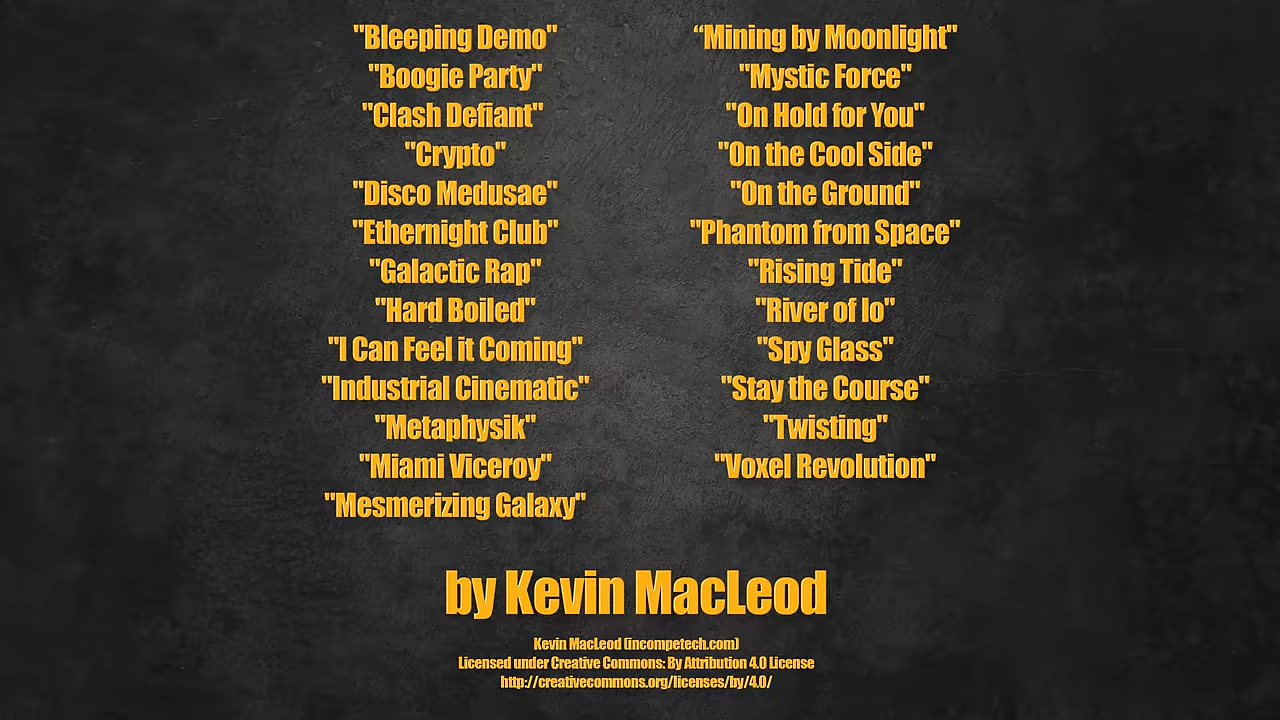 "Bleeping Demo"
"Boogie Party"
"Clash Defiant"
"Crypto"
"Disco Medusae"
"Ethernight Club"
"Galactic Rap"
"Hard Boiled"
"I Can Feel it Coming"
"Industrial Cinematic"
"Metaphysik"
"Miami Viceroy"
"Mesmerizing Galaxy"
“Mining by Moonlight"
"Mystic Force"
"On Hold for You"
"On the Cool Side"
"On the Ground"
"Phantom from Space"
"Rising Tide"
"River of Io"
"Spy Glass"
"Stay the Course"
"Twisting"
"Voxel Revolution"
by Kevin MacLeod
Kevin MacLeod (incompetech.com)
Licensed under Creative Commons: By Attribution 4.0 License
http://creativecommons.org/licenses/by/4.0/